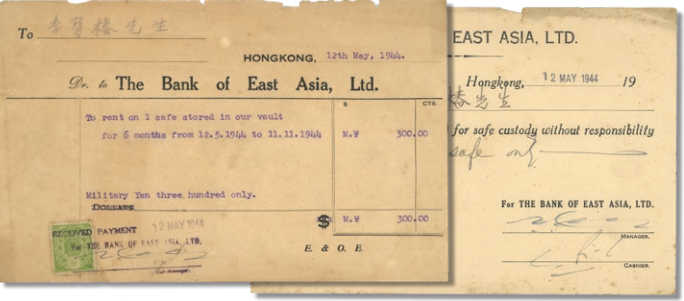 To 李賢椿先生
HONGKONG, 12th May, 1944.
Dr. to The Bank of East Asia, Ltd.
$ CTS.
To rent on 1 safe stored in our vault
for 6 months from 12.5.1944 to 11.11.1944 M.¥ 300.00
Military Yen three hundred only.
DOLLARS
$ M.¥ 300.00
RECEIVED PAYMENT 12 MAY 1944
For THE BANK OF EAST ASIA, LTD.
E. & O. E.
EAST ASIA, LTD.
Hongkong, 12 MAY 1944 19
椿先生
for safe custody without responsibility
safe only
For THE BANK OF EAST ASIA, LTD.
MANAGER.
CASHIER.